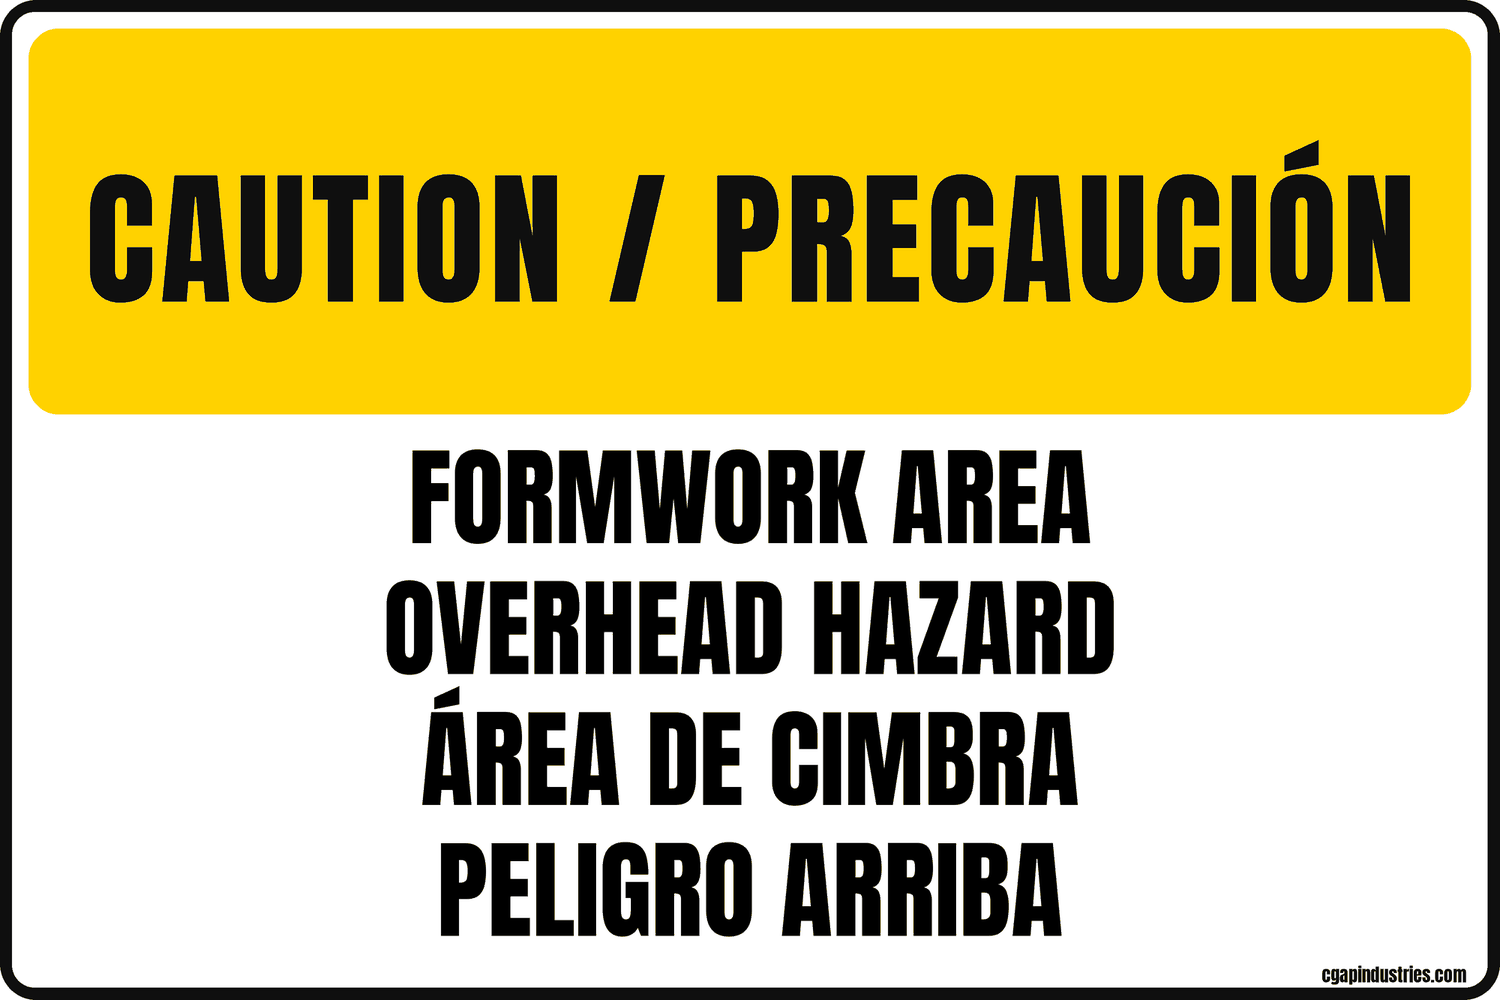 CAUTION / PRECAUCIÓN
FORMWORK AREA
OVERHEAD HAZARD
ÁREA DE CIMBRA
PELIGRO ARRIBA
cgapindustries.com